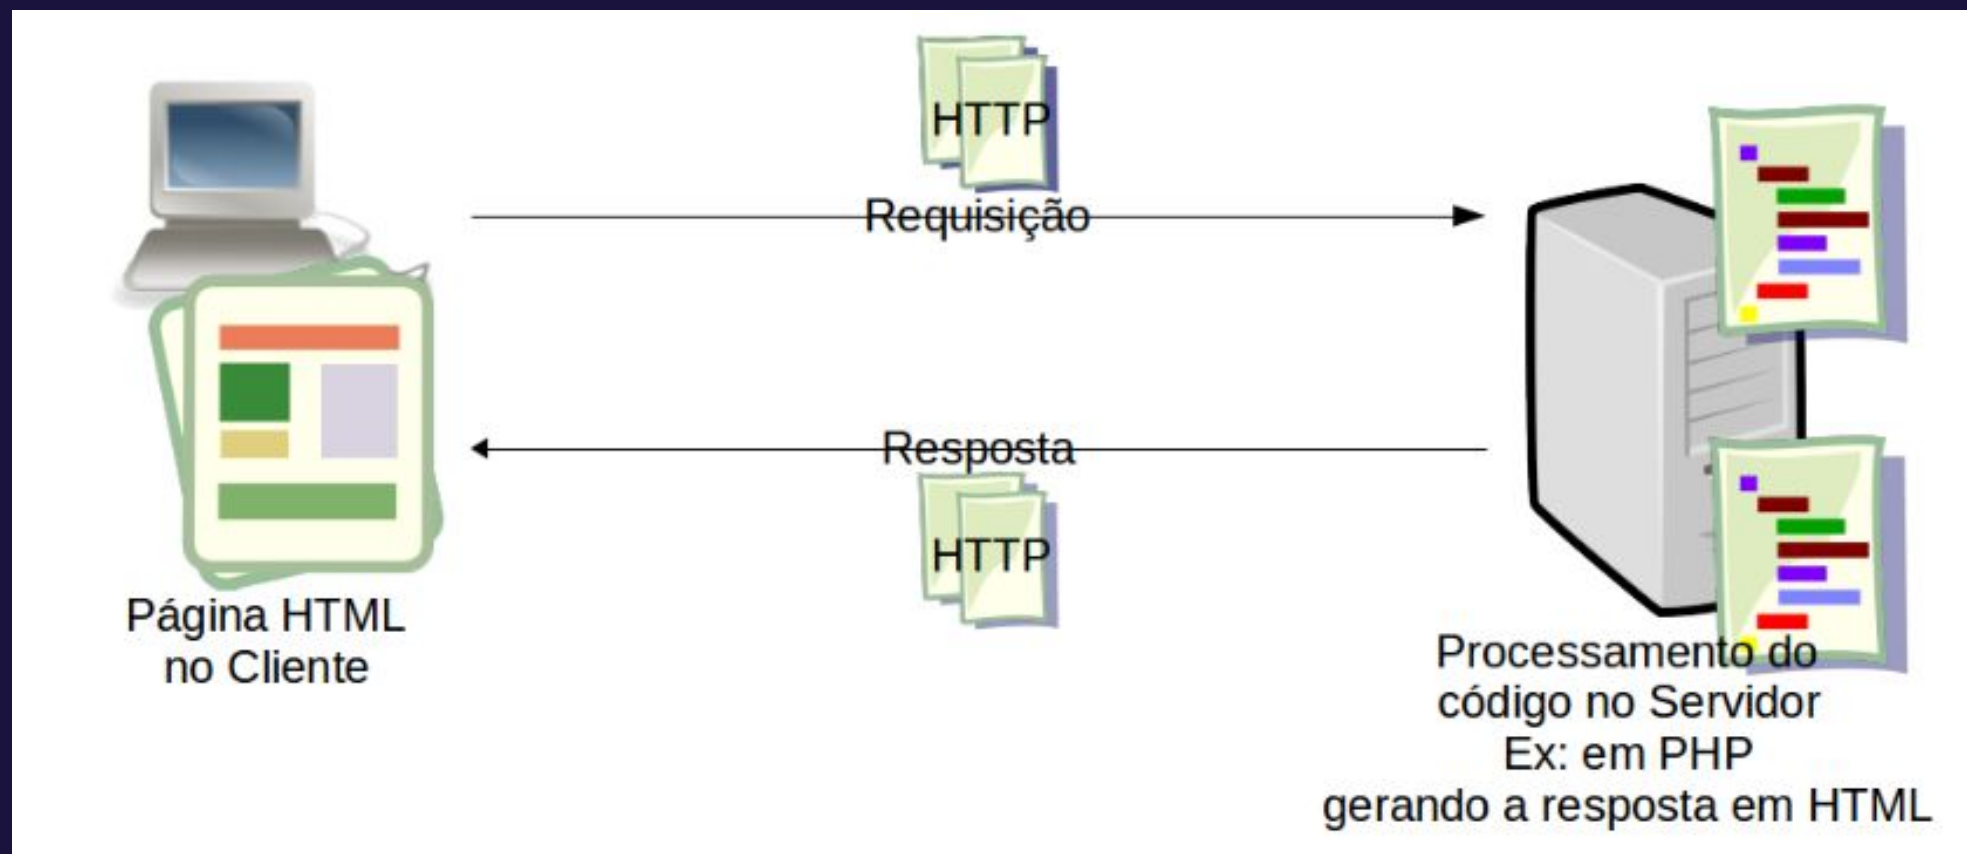 HTTP
Requisição
Resposta
HTTP
Página HTML
no Cliente
Processamento do
código no Servidor
Ex: em PHP
gerando a resposta em HTML